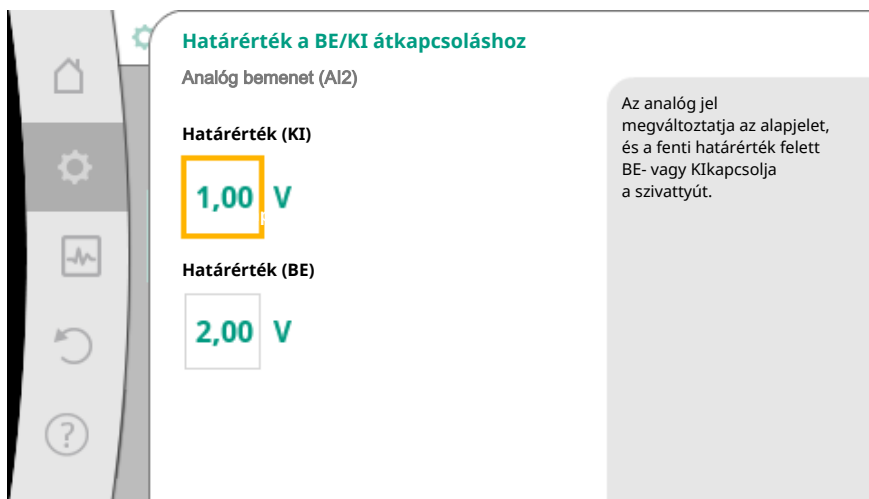 Határérték a BE/KI átkapcsoláshoz
Analóg bemenet (AI2)
Határérték (KI)
1,00 V
Határérték (BE)
2,00 V
Az analóg jel
megváltoztatja az alapjelet,
és a fenti határérték felett
BE- vagy KIkapcsolja
a szivattyút.
?